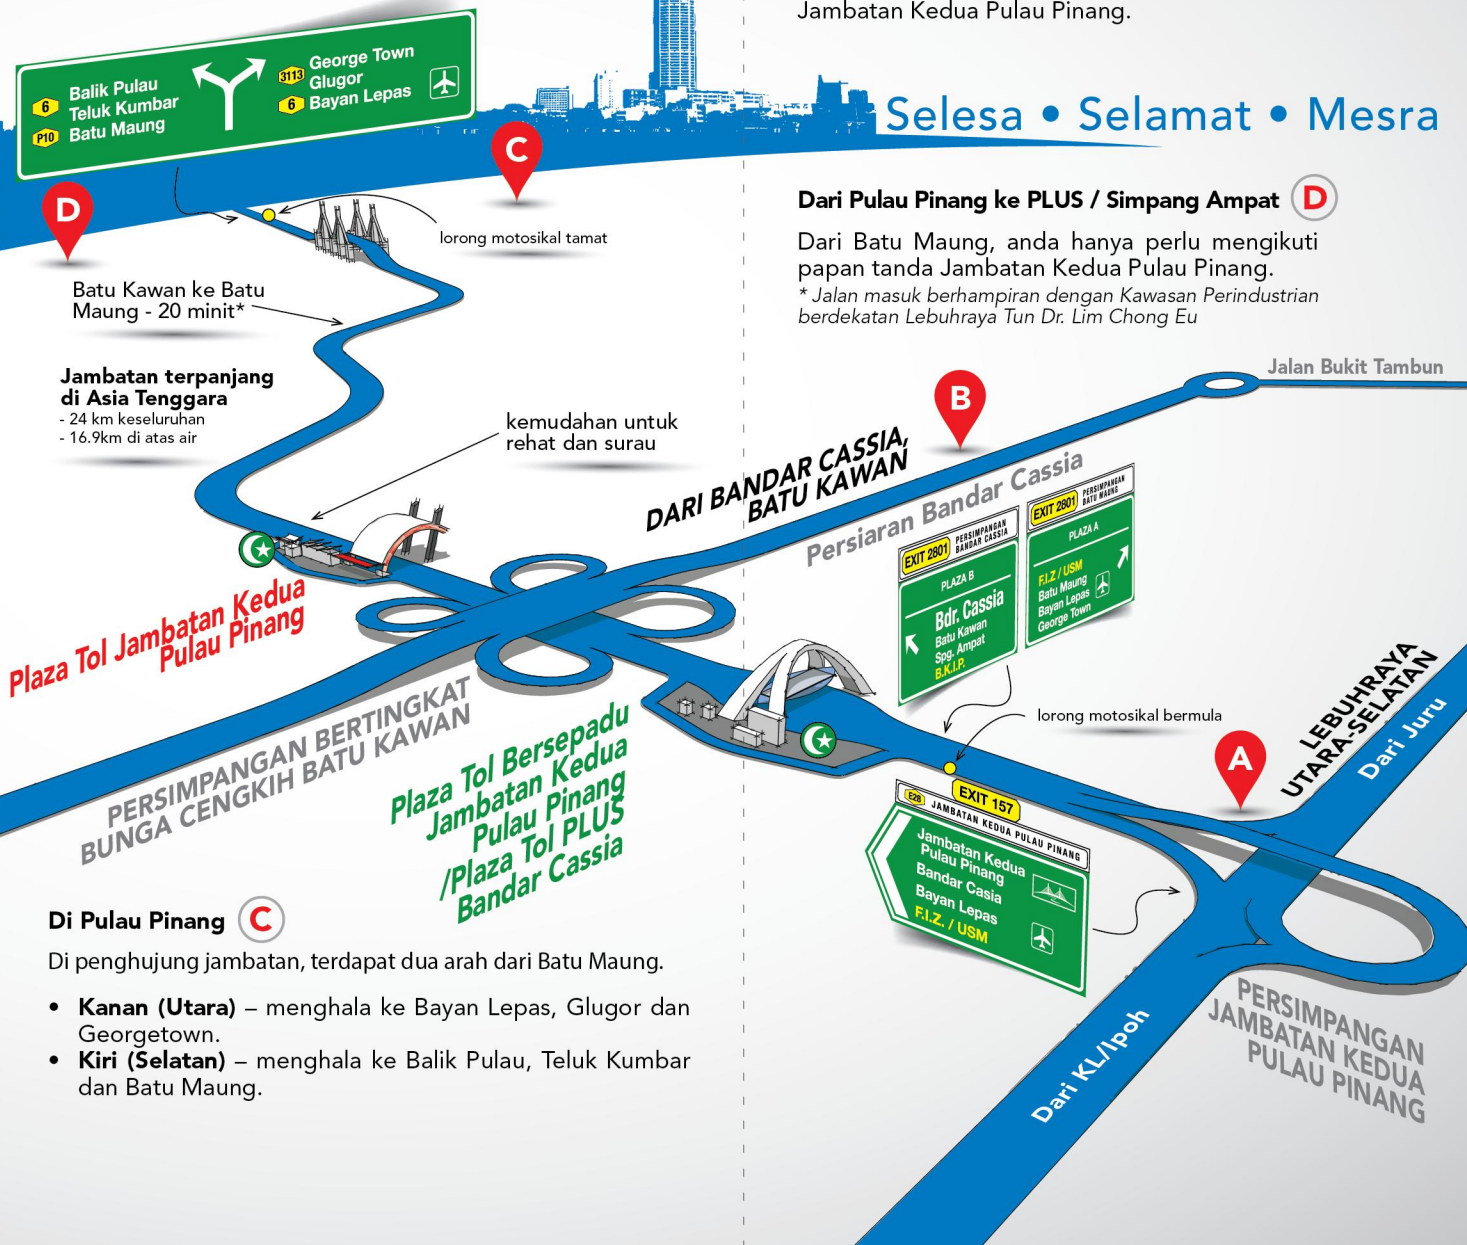 Jambatan Kedua Pulau Pinang.
6
Balik Pulau
Teluk Kumbar
P10
Batu Maung
George Town
3113
Glugor
6
Bayan Lepas
Selesa • Selamat • Mesra
C
D
lorong motosikal tamat
Batu Kawan ke Batu
Maung - 20 minit*
Jambatan terpanjang
di Asia Tenggara
- 24 km keseluruhan
- 16.9km di atas air
kemudahan untuk
rehat dan surau
Dari Pulau Pinang ke PLUS / Simpang Ampat D
Dari Batu Maung, anda hanya perlu mengikuti
papan tanda Jambatan Kedua Pulau Pinang.
* Jalan masuk berhampiran dengan Kawasan Perindustrian
berdekatan Lebuhraya Tun Dr. Lim Chong Eu
Jalan Bukit Tambun
B
DARI BANDAR CASSIA,
BATU KAWAN
Persiaran Bandar Cassia
EXIT 2801
PERSIMPANGAN
BANDAR CASSIA
PLAZA B
Bdr. Cassia
Batu Kawan
Spg. Ampat
B.K.I.P.
EXIT 2801
PERSIMPANGAN
BATU MAUNG
PLAZA A
F.I.Z / USM
Batu Maung
Bayan Lepas
George Town
Plaza Tol Jambatan Kedua
Pulau Pinang
PERSIMPANGAN BERTINGKAT
BUNGA CENGKIH BATU KAWAN
Plaza Tol Bersepadu
Jambatan Kedua
Pulau Pinang
/Plaza Tol PLUS
Bandar Cassia
lorong motosikal bermula
A
LEBUHRAYA
UTARA-SELATAN
Dari Juru
EXIT 157
E28
JAMBATAN KEDUA PULAU PINANG
Jambatan Kedua
Pulau Pinang
Bandar Casia
Bayan Lepas
F.I.Z. / USM
Dari KL/Ipoh
PERSIMPANGAN
JAMBATAN KEDUA
PULAU PINANG
Di Pulau Pinang C
Di penghujung jambatan, terdapat dua arah dari Batu Maung.
• Kanan (Utara) – menghala ke Bayan Lepas, Glugor dan
Georgetown.
• Kiri (Selatan) – menghala ke Balik Pulau, Teluk Kumbar
dan Batu Maung.